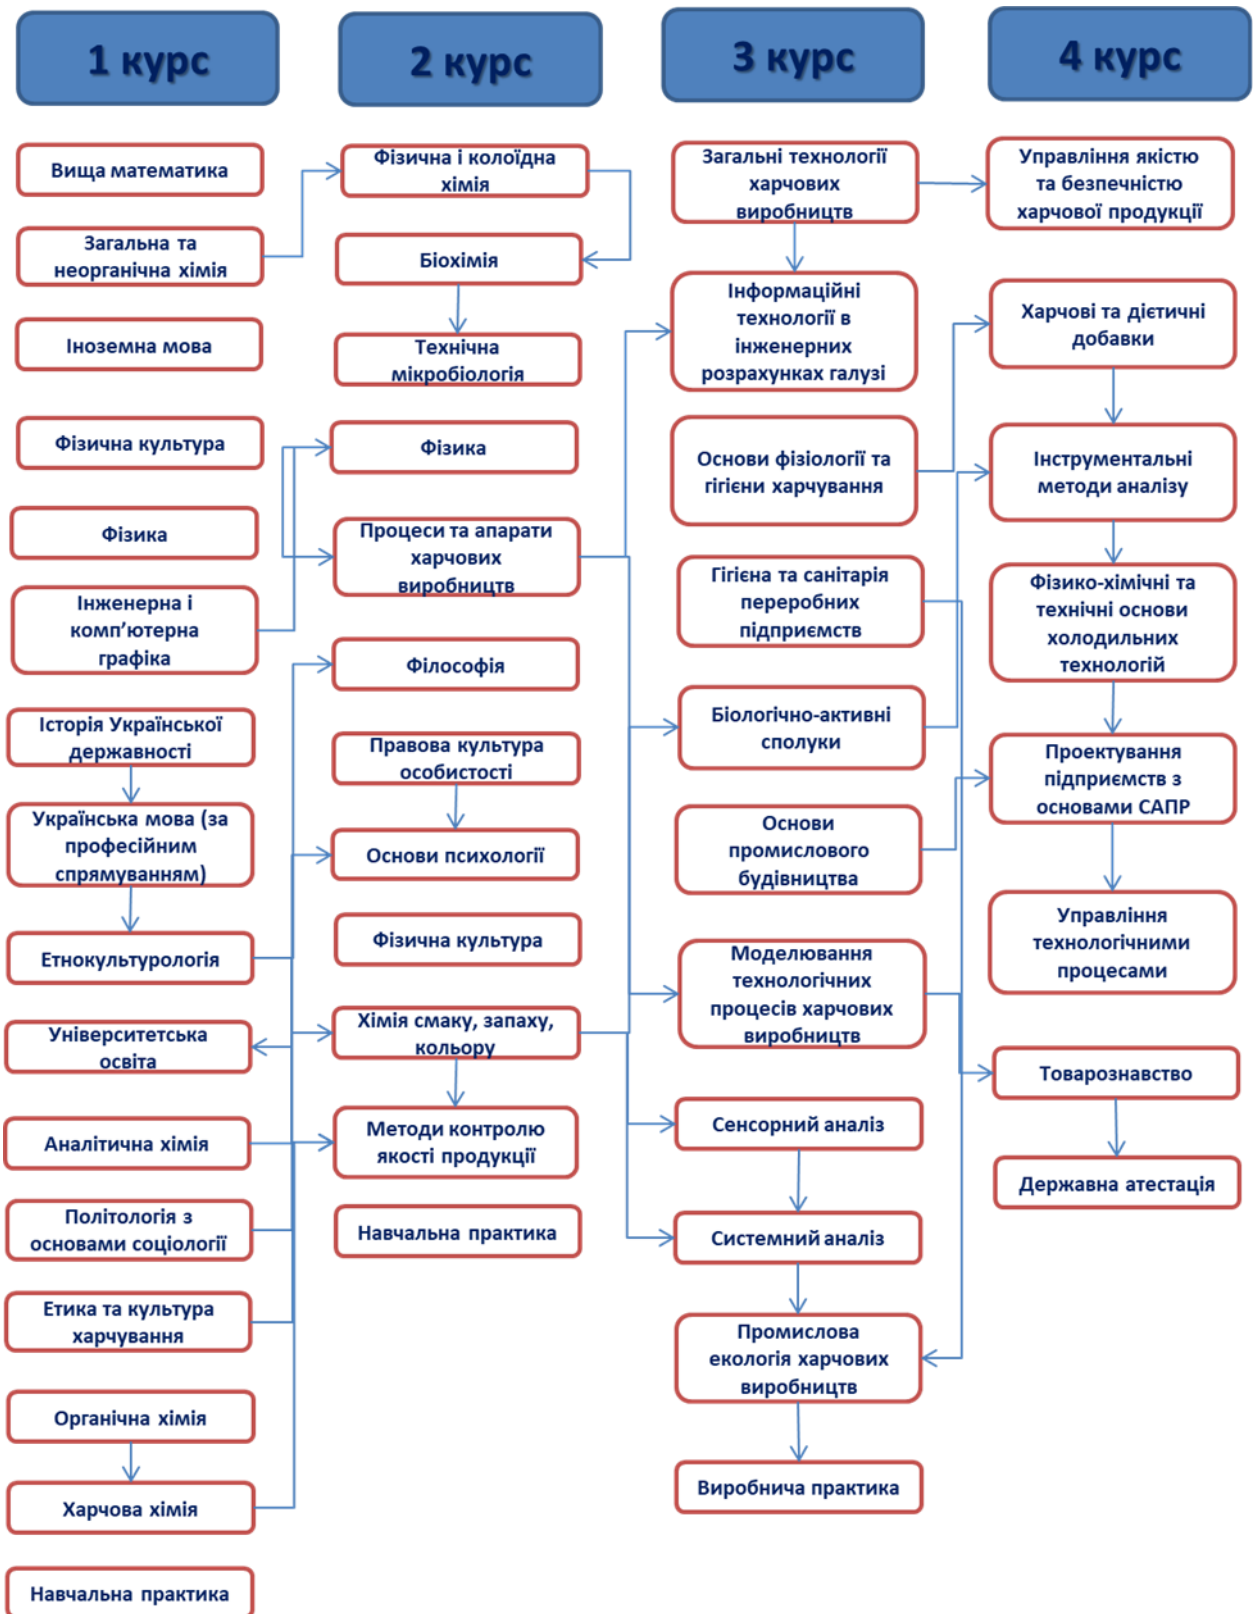 1 курс
2 курс
3 курс
4 курс
Вища математика
Загальна та
неорганічна хімія
Іноземна мова
Фізична культура
Фізика
Інженерна і
комп’ютерна
графіка
Історія Української
державності
Українська мова (за
професійним
спрямуванням)
Етнокультурологія
Університетська
освіта
Аналітична хімія
Політологія з
основами соціології
Етика та культура
харчування
Органічна хімія
Харчова хімія
Навчальна практика
Фізична і колоїдна
хімія
Біохімія
Технічна
мікробіологія
Фізика
Процеси та апарати
харчових
виробництв
Філософія
Правова культура
особистості
Основи психології
Фізична культура
Хімія смаку, запаху,
кольору
Методи контролю
якості продукції
Навчальна практика
Загальні технології
харчових
виробництв
Інформаційні
технології в
інженерних
розрахунках галузі
Основи фізіології та
гігієни харчування
Гігієна та санітарія
переробних
підприємств
Біологічно-активні
сполуки
Основи
промислового
будівництва
Моделювання
технологічних
процесів харчових
виробництв
Сенсорний аналіз
Системний аналіз
Промислова
екологія харчових
виробництв
Виробнича практика
Управління якістю
та безпечністю
харчової продукції
Харчові та дієтичні
добавки
Інструментальні
методи аналізу
Фізико-хімічні та
технічні основи
холодильних
технологій
Проектування
підприємств з
основами САПР
Управління
технологічними
процесами
Товарознавство
Державна атестація